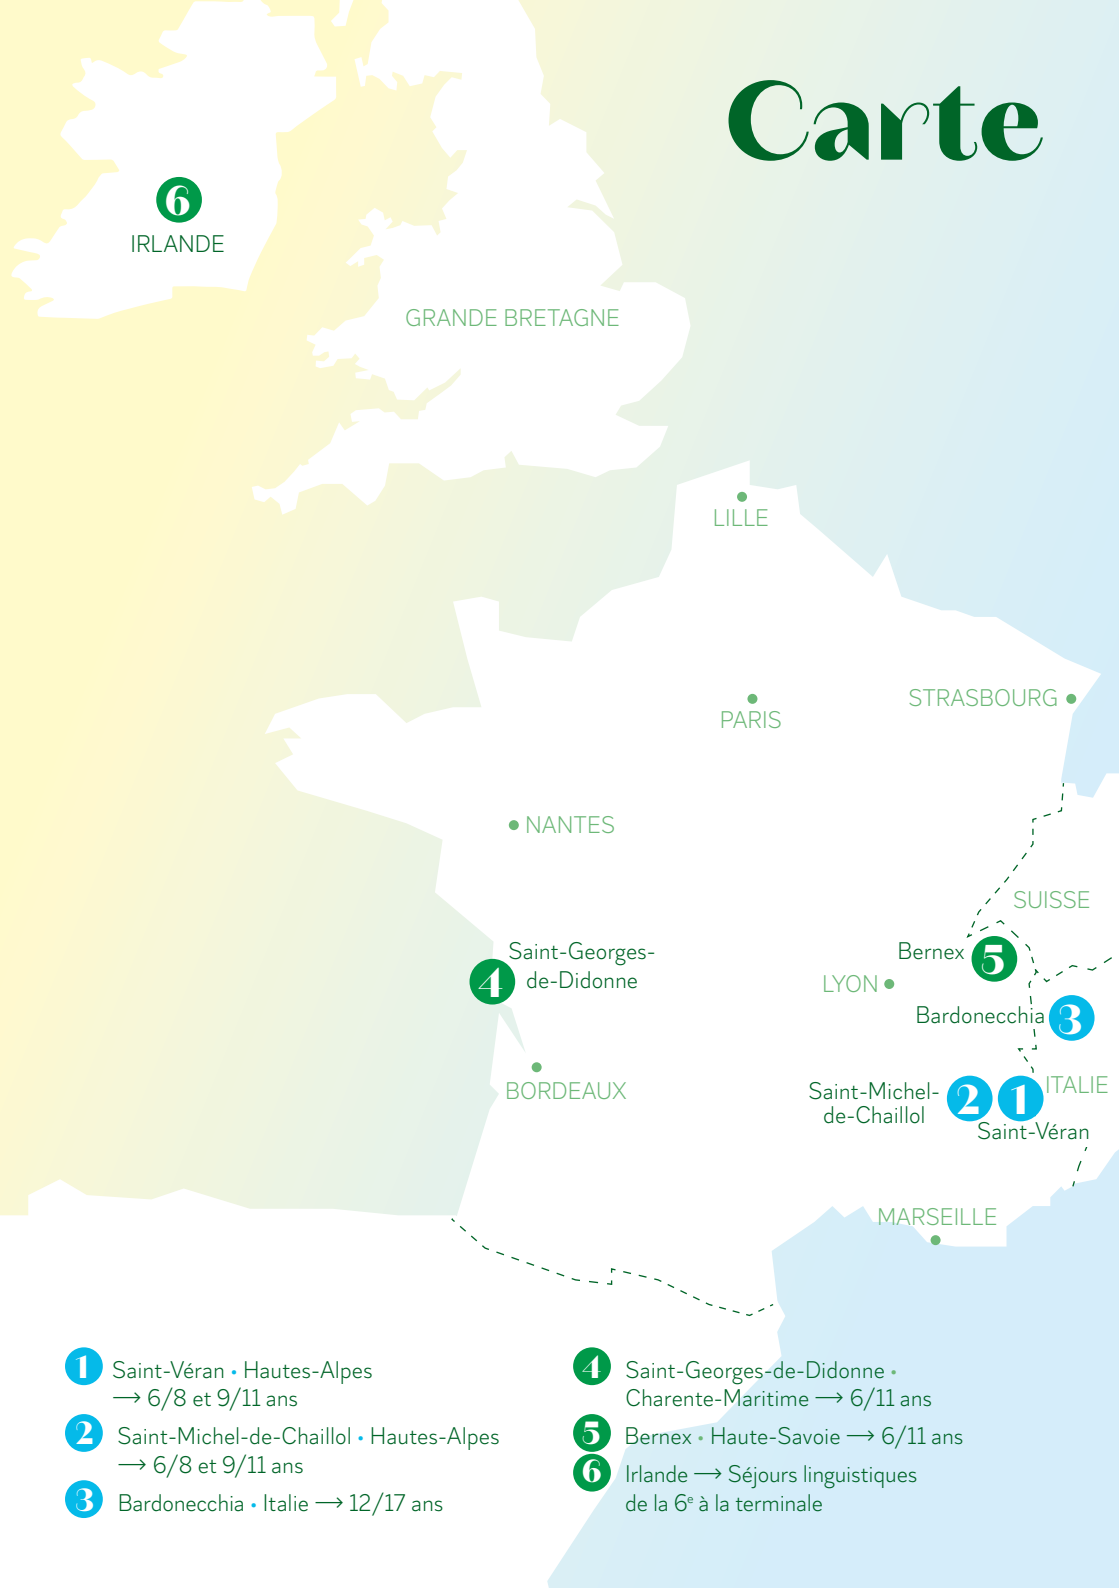 Carte
6
IRLANDE
GRANDE BRETAGNE
LILLE
PARIS
STRASBOURG
NANTES
SUISSE
Saint-Georges-
de-Didonne
4
Bernex
5
LYON
Bardonecchia
3
BORDEAUX
Saint-Michel-
de-Chaillol
2
1
ITALIE
Saint-Véran
MARSEILLE
1 Saint-Véran • Hautes-Alpes
→ 6/8 et 9/11 ans
2 Saint-Michel-de-Chaillol • Hautes-Alpes
→ 6/8 et 9/11 ans
3 Bardonecchia • Italie → 12/17 ans
4 Saint-Georges-de-Didonne •
Charente-Maritime → 6/11 ans
5 Bernex • Haute-Savoie → 6/11 ans
6 Irlande → Séjours linguistiques
de la 6e à la terminale